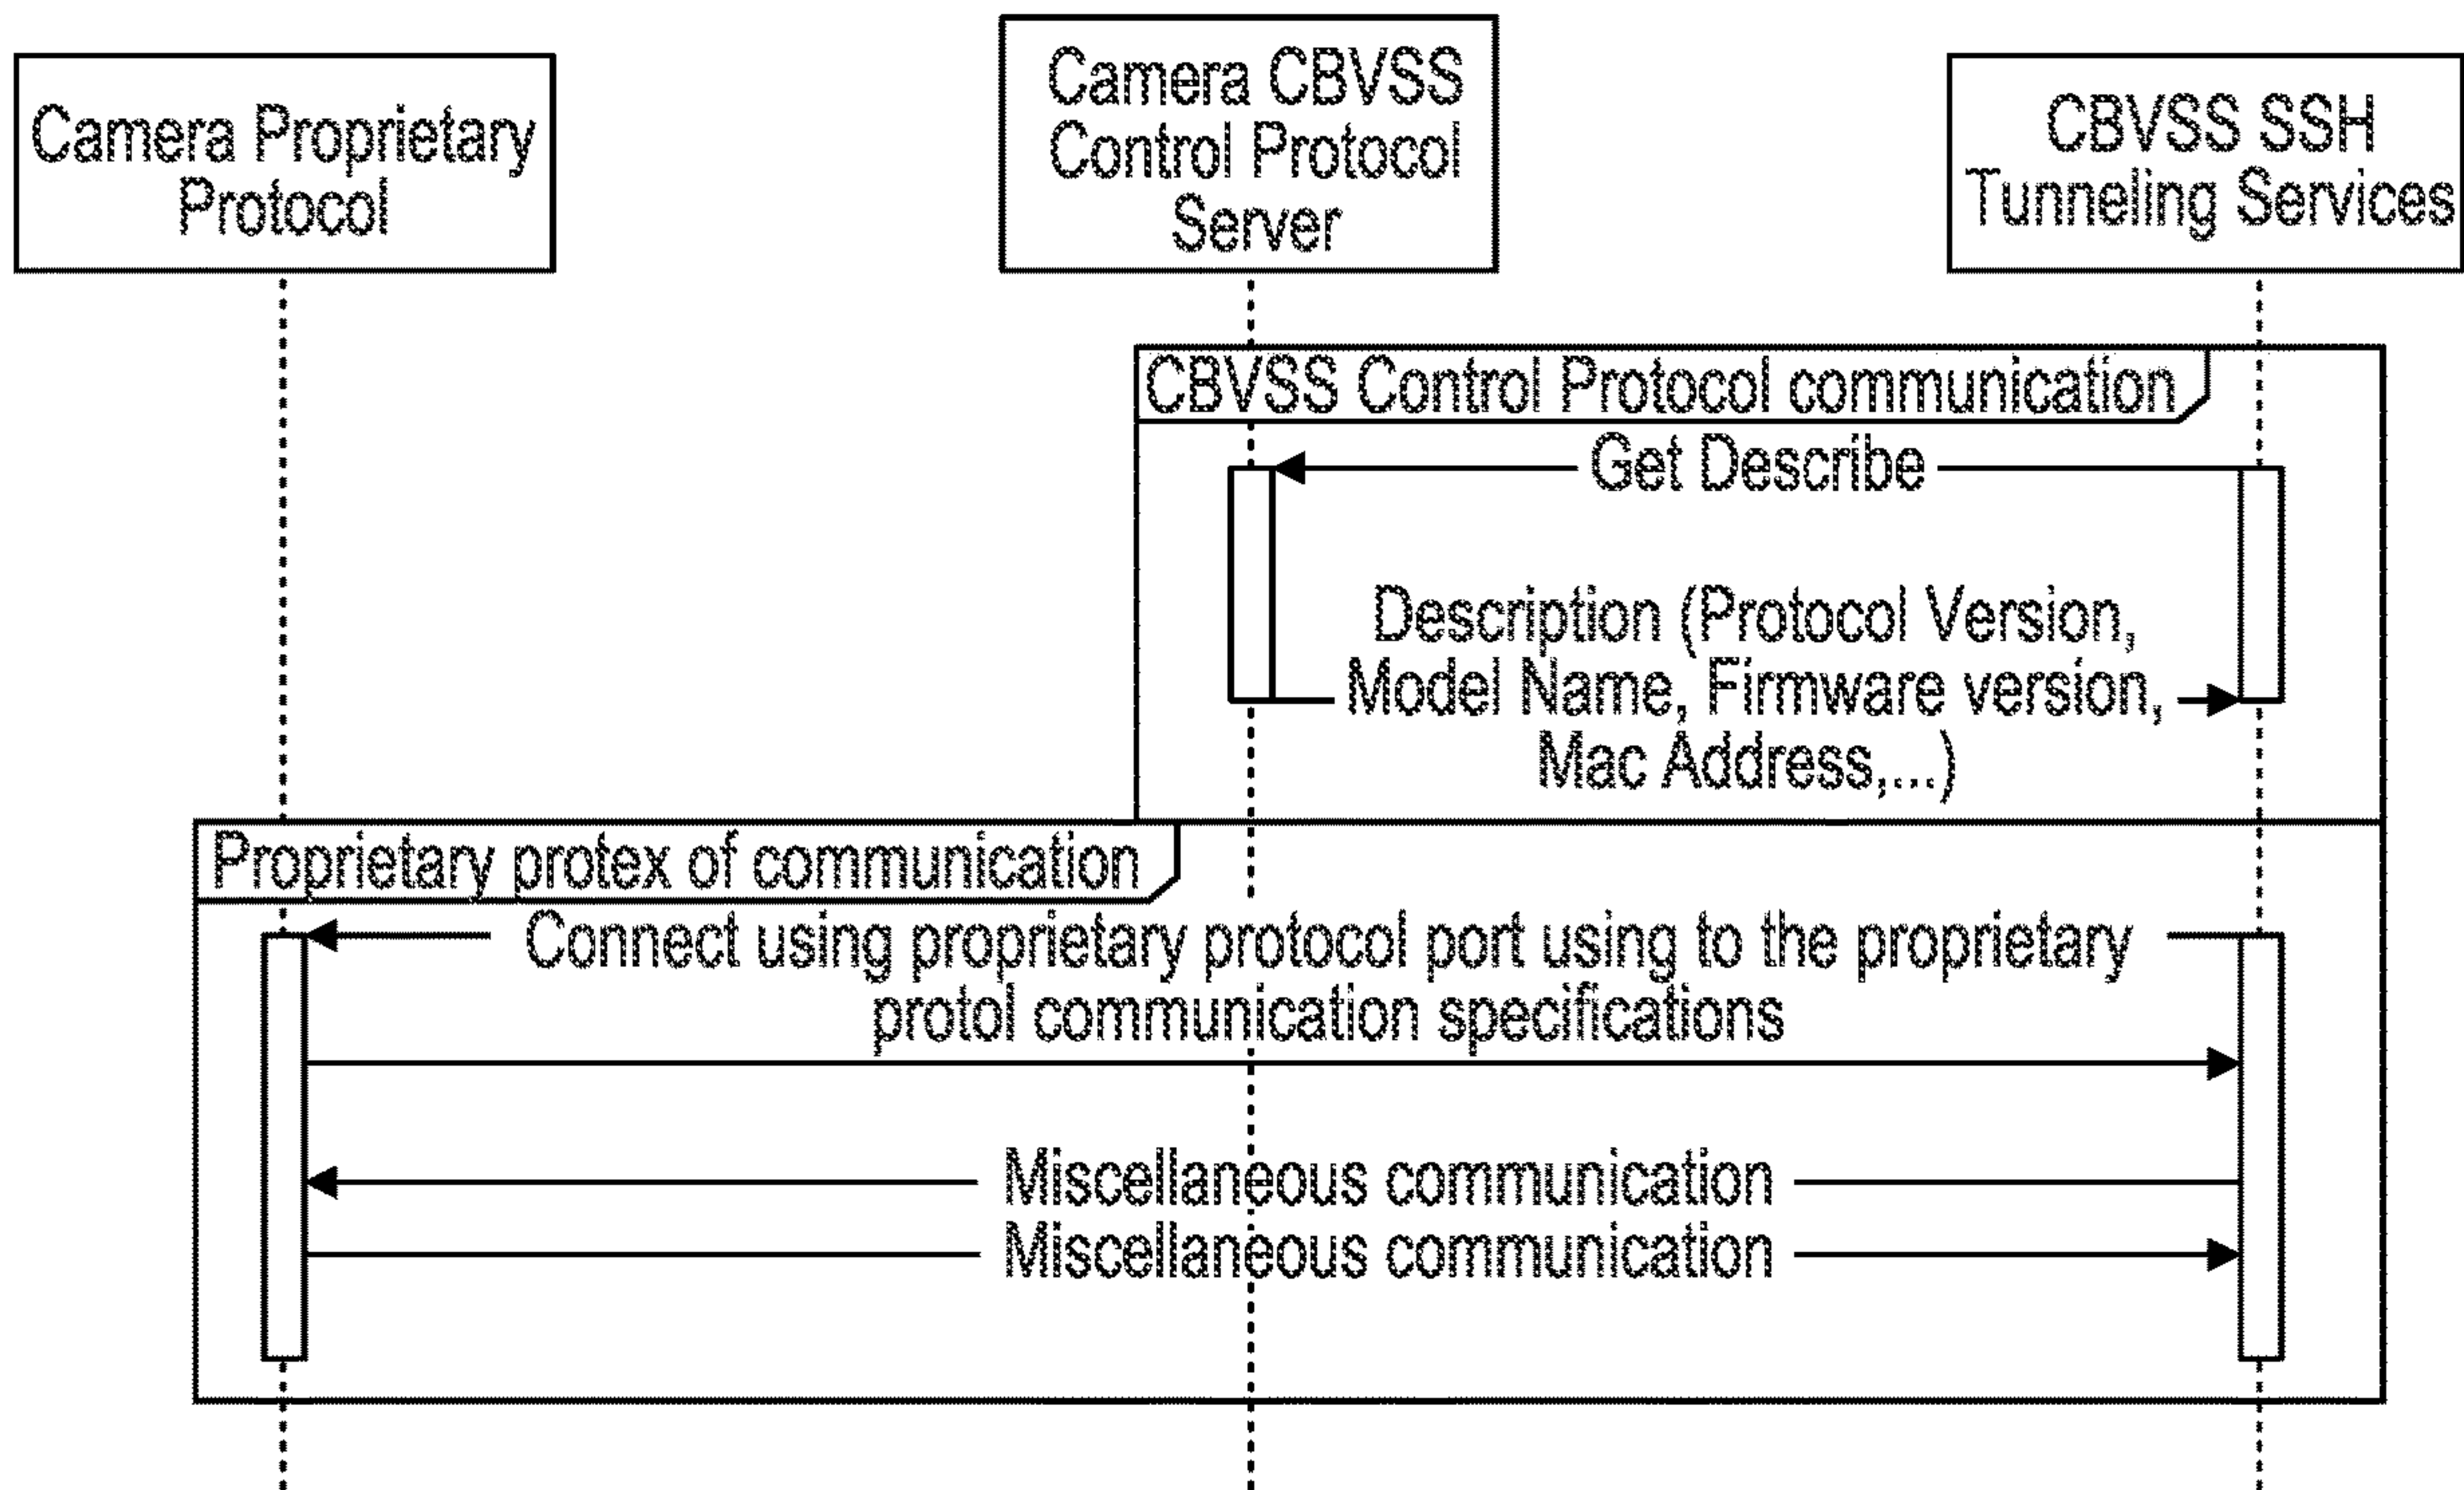 Camera Proprietary
Protocol
Camera CBVSS
Control Protocol
Server
CBVSS SSH
Tunneling Services
CBVSS Control Protocol communication
Get Describe
Description (Protocol Version,
Model Name, Firmware version,
Mac Address,...)
Proprietary protex of communication
Connect using proprietary protocol port using to the proprietary
protol communication specifications
Miscellaneous communication
Miscellaneous communication